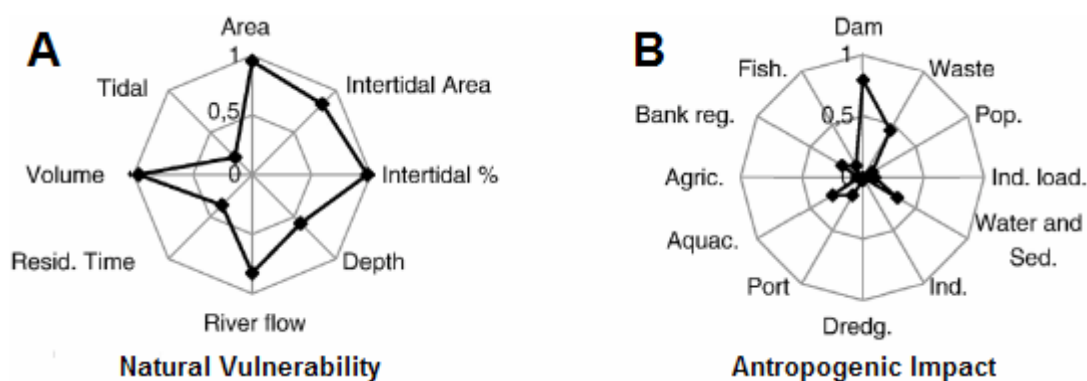 A
B
Area
1
Intertidal Area
Tidal
0,5
Volume
0
Intertidal %
Resid. Time
Depth
River flow
Natural Vulnerability
Dam
1
Fish.
Waste
Bank reg.
0,5
Pop.
Agric.
0
Ind. load.
Aquac.
Water and
Sed.
Port
Ind.
Dredg.
Antropogenic Impact